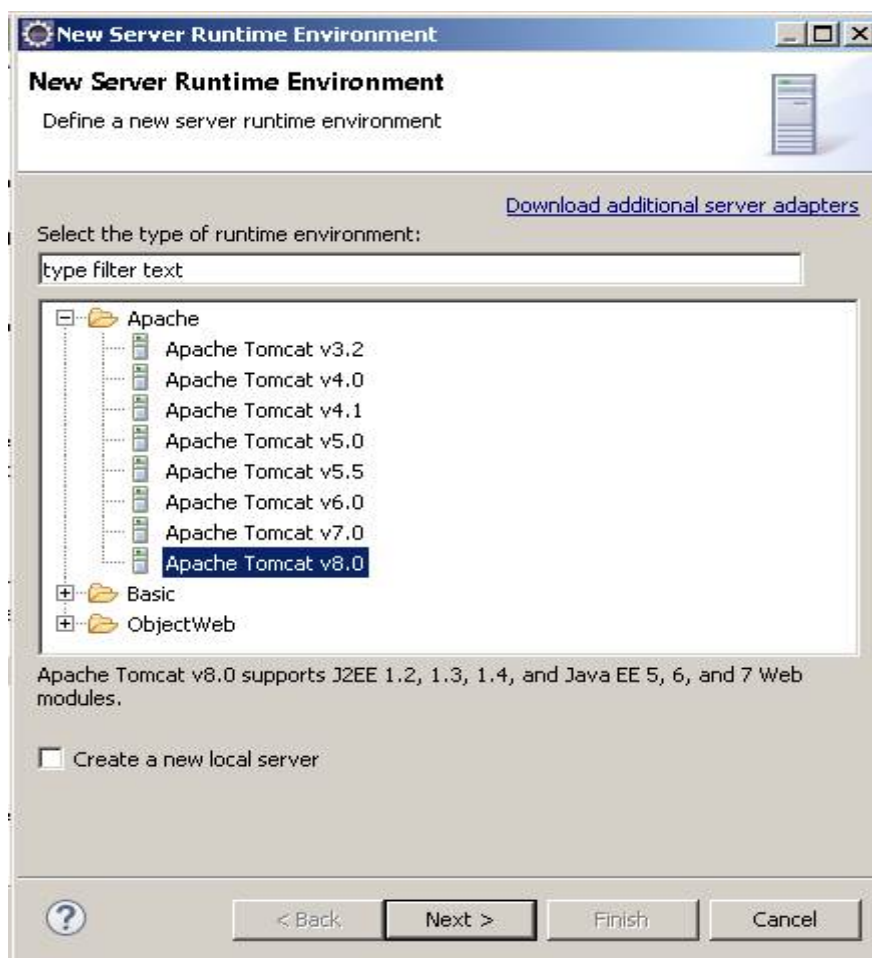 New Server Runtime Environment
New Server Runtime Environment
Define a new server runtime environment
Download additional server adapters
Select the type of runtime environment:
type filter text
Apache
Apache Tomcat v3.2
Apache Tomcat v4.0
Apache Tomcat v4.1
Apache Tomcat v5.0
Apache Tomcat v5.5
Apache Tomcat v6.0
Apache Tomcat v7.0
Apache Tomcat v8.0
Basic
ObjectWeb
Apache Tomcat v8.0 supports J2EE 1.2, 1.3, 1.4, and Java EE 5, 6, and 7 Web
modules.
Create a new local server
? < Back Next > Finish Cancel